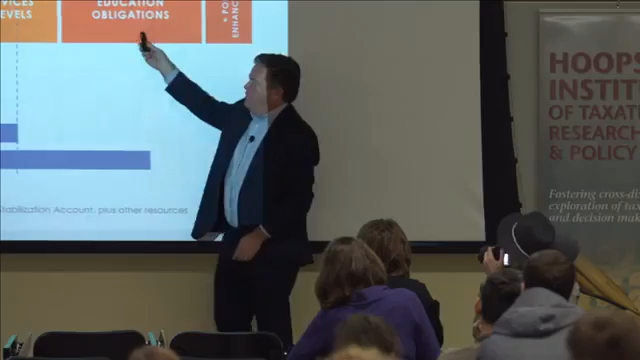 VICES
EVELS
EDUCATION
OBLIGATIONS
ENHANC
tabilization Account, plus other resources
HOOPS
INSTIT
OF TAXAT
RESEARCH
& POLICY
Fostering cross-di
exploration of ta
and decision mak